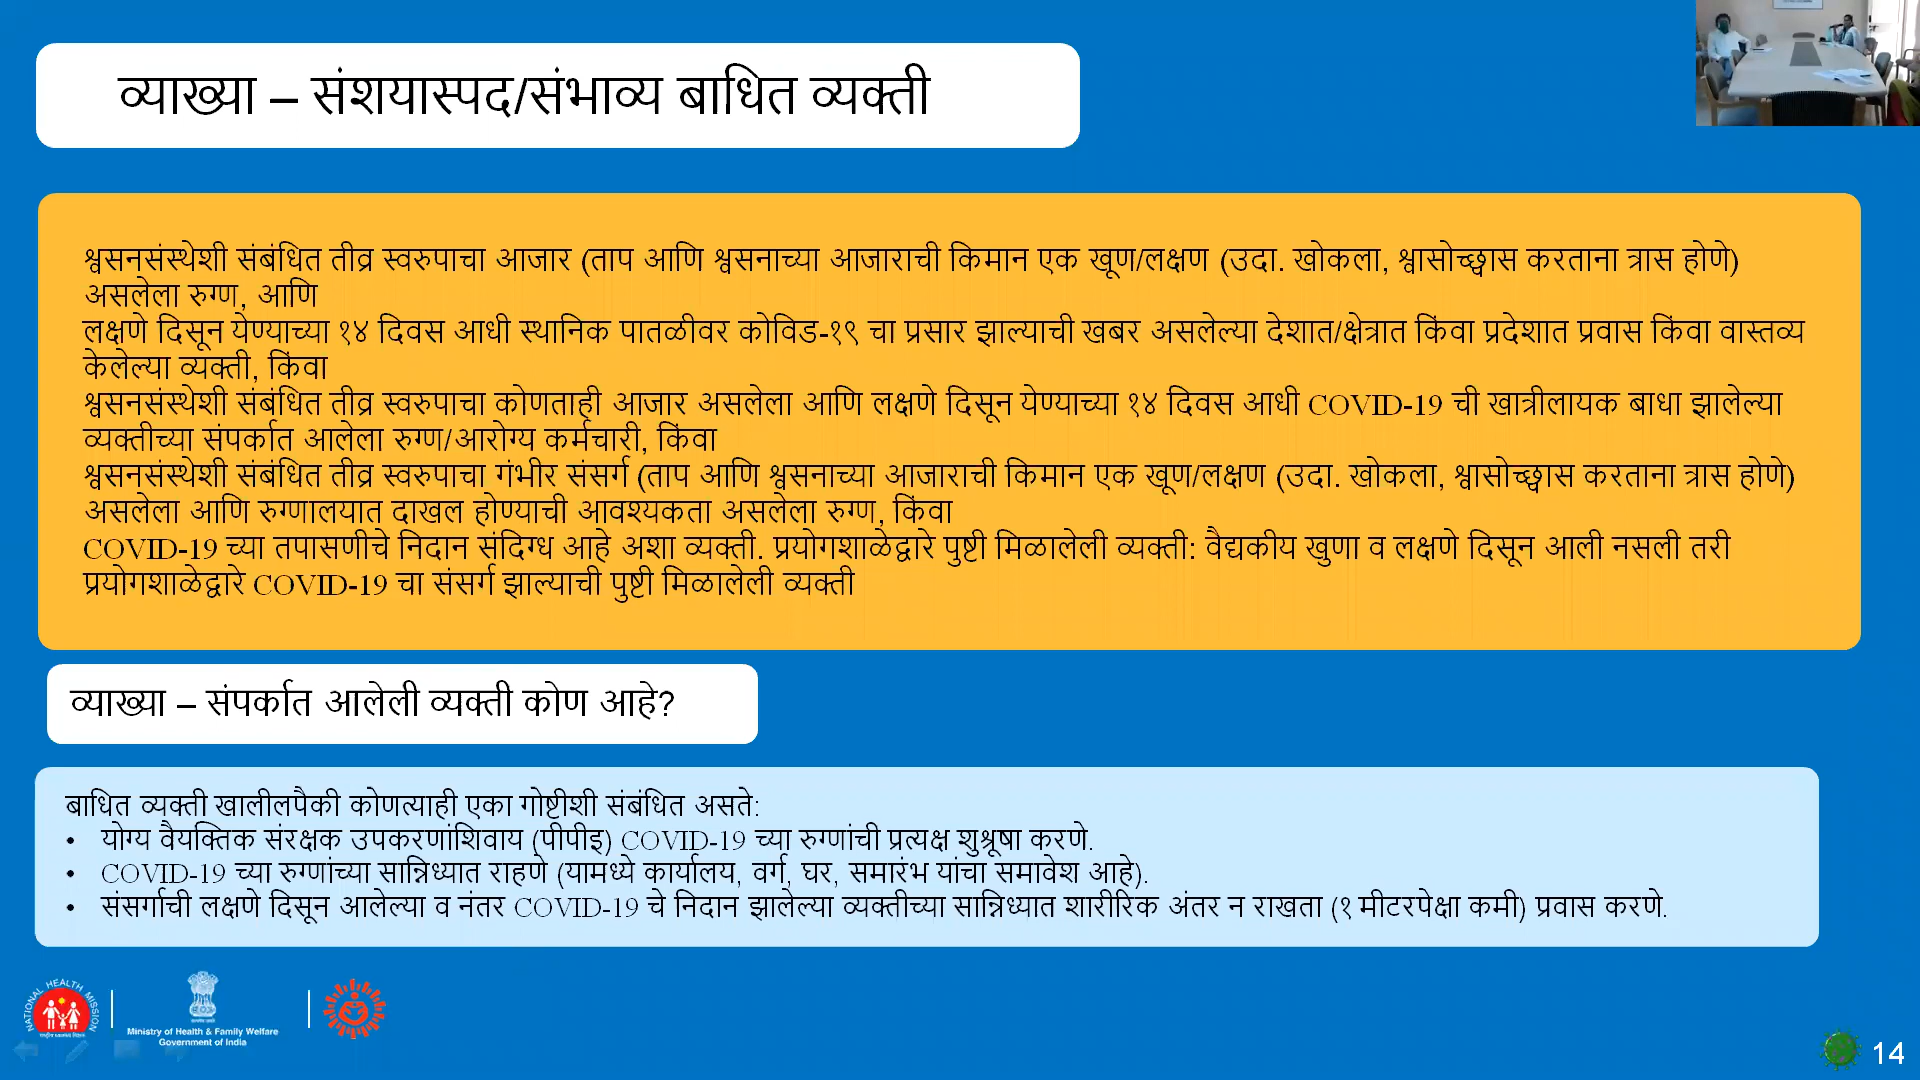 व्याख्या – संशयास्पद/संभाव्य बाधित व्यक्ती
श्वसनसंस्थेशी संबंधित तीव्र स्वरुपाचा आजार (ताप आणि श्वसनाच्या आजाराची किमान एक खूण/लक्षण (उदा. खोकला, श्वासोच्छ्वास करताना त्रास होणे)
असलेला रुग्ण, आणि
लक्षणे दिसून येण्याच्या १४ दिवस आधी स्थानिक पातळीवर कोविड-१९ चा प्रसार झाल्याची खबर असलेल्या देशात/क्षेत्रात किंवा प्रदेशात प्रवास किंवा वास्तव्य
केलेल्या व्यक्ती, किंवा
श्वसनसंस्थेशी संबंधित तीव्र स्वरुपाचा कोणताही आजार असलेला आणि लक्षणे दिसून येण्याच्या १४ दिवस आधी COVID-19 ची खात्रीलायक बाधा झालेल्या
व्यक्तीच्या संपर्कात आलेला रुग्ण/आरोग्य कर्मचारी, किंवा
श्वसनसंस्थेशी संबंधित तीव्र स्वरुपाचा गंभीर संसर्ग (ताप आणि श्वसनाच्या आजाराची किमान एक खूण/लक्षण (उदा. खोकला, श्वासोच्छ्वास करताना त्रास होणे)
असलेला आणि रुग्णालयात दाखल होण्याची आवश्यकता असलेला रुग्ण, किंवा
COVID-19 च्या तपासणीचे निदान संदिग्ध आहे अशा व्यक्ती. प्रयोगशाळेद्वारे पुष्टी मिळालेली व्यक्ती: वैद्यकीय खुणा व लक्षणे दिसून आली नसली तरी
प्रयोगशाळेद्वारे COVID-19 चा संसर्ग झाल्याची पुष्टी मिळालेली व्यक्ती
व्याख्या – संपर्कात आलेली व्यक्ती कोण आहे?
बाधित व्यक्ती खालीलपैकी कोणत्याही एका गोष्टीशी संबंधित असते:
• योग्य वैयक्तिक संरक्षक उपकरणांशिवाय (पीपीइ) COVID-19 च्या रुग्णांची प्रत्यक्ष शुश्रूषा करणे.
• COVID-19 च्या रुग्णांच्या सान्निध्यात राहणे (यामध्ये कार्यालय, वर्ग, घर, समारंभ यांचा समावेश आहे).
• संसर्गाची लक्षणे दिसून आलेल्या व नंतर COVID-19 चे निदान झालेल्या व्यक्तीच्या सान्निध्यात शारीरिक अंतर न राखता (१ मीटरपेक्षा कमी) प्रवास करणे.
NATIONAL HEALTH MISSION
Ministry of Health & Family Welfare
Government of India
14